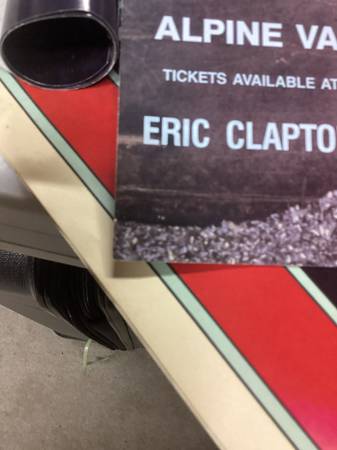 ALPINE VA
TICKETS AVAILABLE AT
ERIC CLAPTO